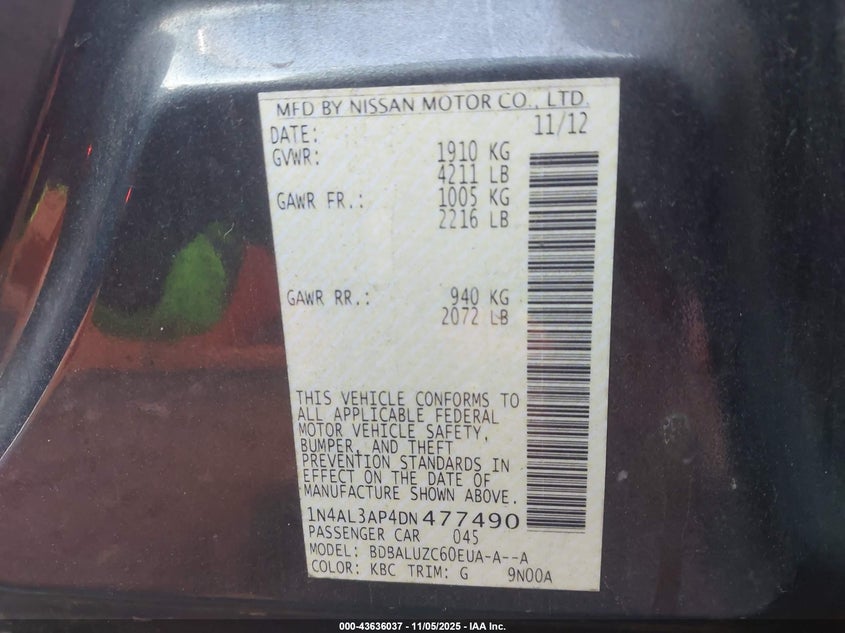 MFD BY NISSAN MOTOR CO., LTD.
DATE: 11/12
GVWR: 1910 KG
4211 LB
GAWR FR.: 1005 KG
2216 LB
GAWR RR.: 940 KG
2072 LB
THIS VEHICLE CONFORMS TO
ALL APPLICABLE FEDERAL
MOTOR VEHICLE SAFETY,
BUMPER, AND THEFT
PREVENTION STANDARDS IN
EFFECT ON THE DATE OF
MANUFACTURE SHOWN ABOVE.
1N4AL3AP4DN477490
PASSENGER CAR 045
MODEL: BDBALUZC60EUA-A--A
COLOR: KBC TRIM: G 9N00A
000-43636037 - 11/05/2025 - IAA Inc.